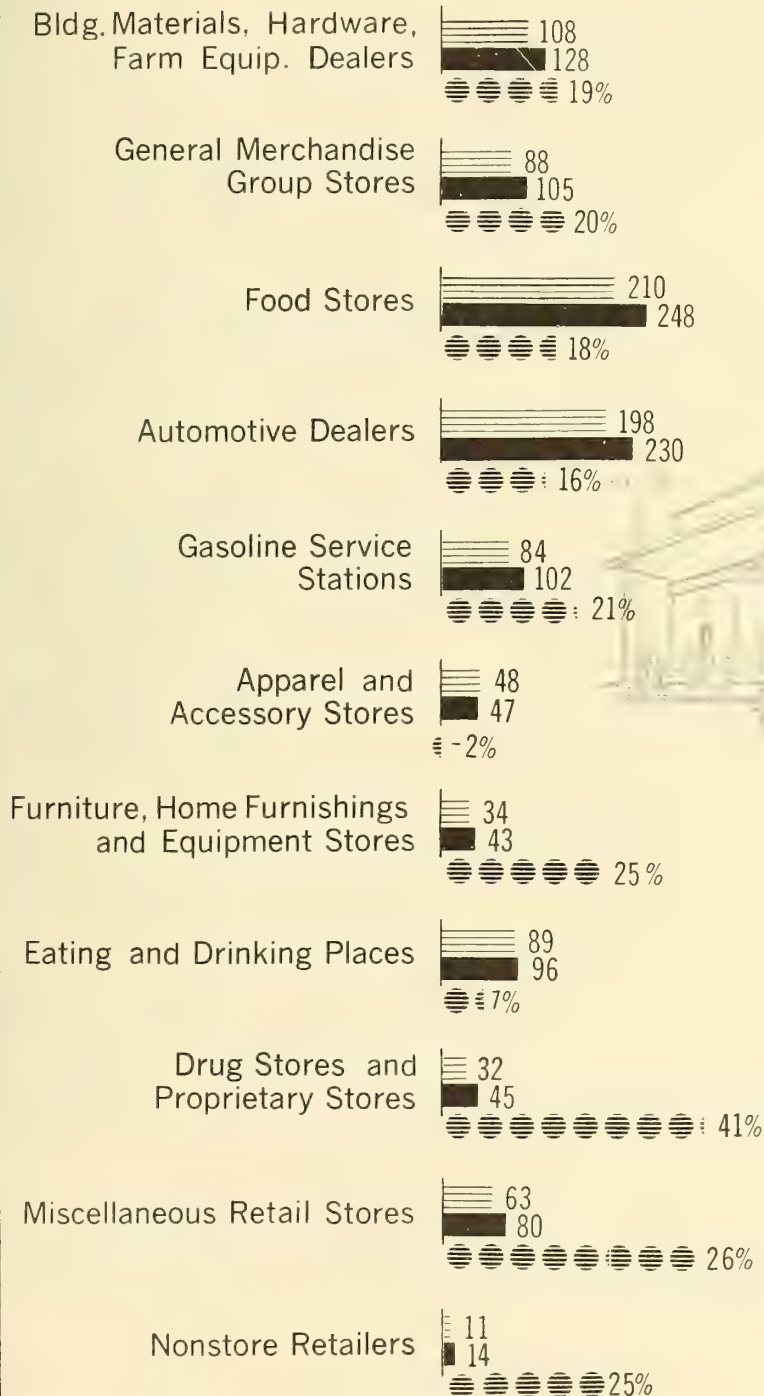 Bldg. Materials, Hardware,
Farm Equip. Dealers
108
128
19%
General Merchandise
Group Stores
88
105
20%
Food Stores
210
248
18%
Automotive Dealers
198
230
16%
Gasoline Service
Stations
84
102
21%
Apparel and
Accessory Stores
48
47
-2%
Furniture, Home Furnishings
and Equipment Stores
34
43
25%
Eating and Drinking Places
89
96
7%
Drug Stores and
Proprietary Stores
32
45
41%
Miscellaneous Retail Stores
63
80
26%
Nonstore Retailers
11
14
25%